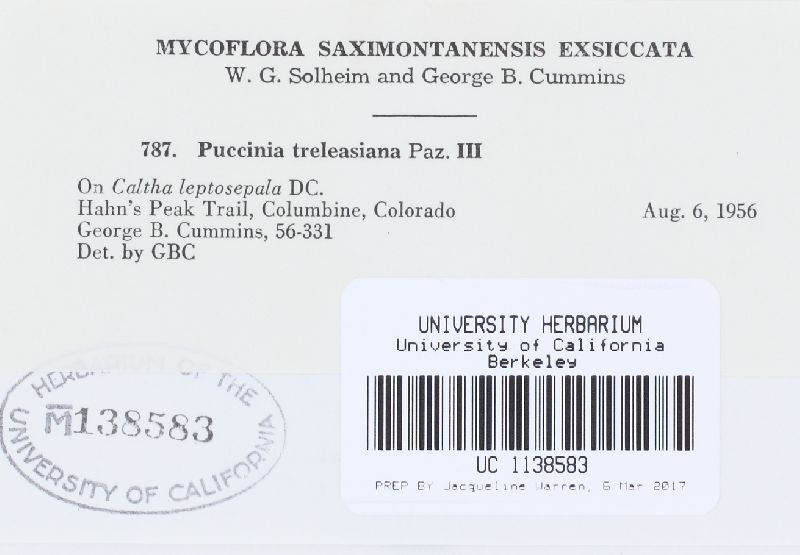 MYCOFLORA SAXIMONTANENSIS EXSICCATA
W. G. Solheim and George B. Cummins
787. Puccinia treleasiana Paz. III
On Caltha leptosepala DC.
Hahn's Peak Trail, Columbine, Colorado Aug. 6, 1956
George B. Cummins, 56-331
Det. by GBC
UNIVERSITY HERBARIUM
University of California
Berkeley
UC 1138583
PREP BY Jacqueline Warren, 6 Mar 2017
HERBARIUM OF THE
M138583
UNIVERSITY OF CALIFORNIA